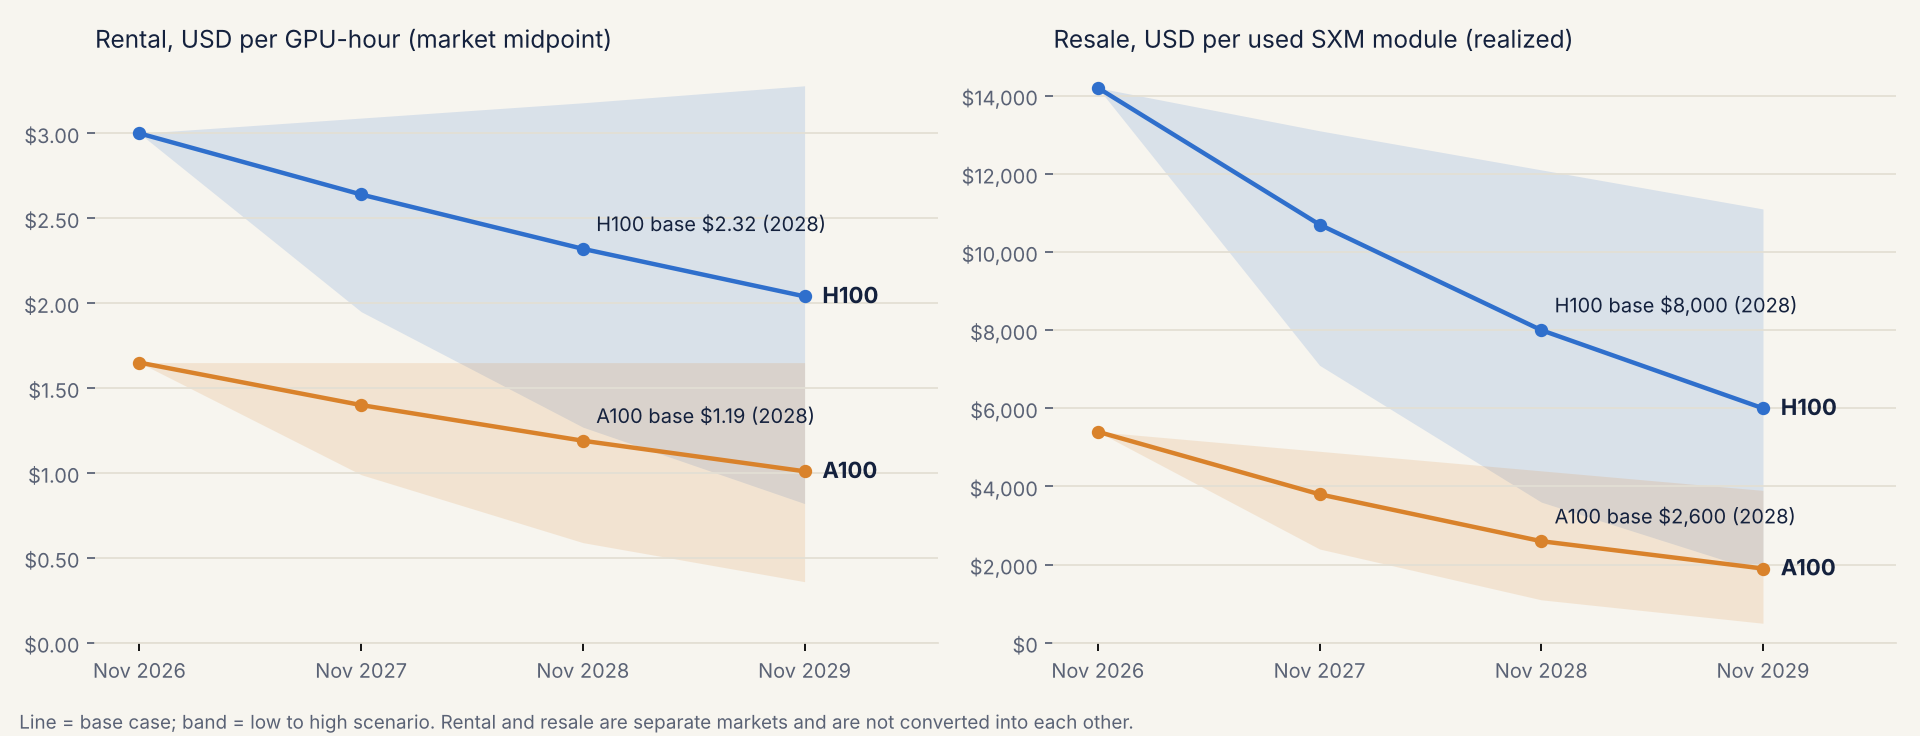 Rental, USD per GPU-hour (market midpoint)
$3.00
$2.50
$2.00
$1.50
$1.00
$0.50
$0.00
H100 base $2.32 (2028)
H100
A100 base $1.19 (2028)
A100
Nov 2026
Nov 2027
Nov 2028
Nov 2029
Resale, USD per used SXM module (realized)
$14,000
$12,000
$10,000
$8,000
$6,000
$4,000
$2,000
$0
H100 base $8,000 (2028)
H100
A100 base $2,600 (2028)
A100
Nov 2026
Nov 2027
Nov 2028
Nov 2029
Line = base case; band = low to high scenario. Rental and resale are separate markets and are not converted into each other.